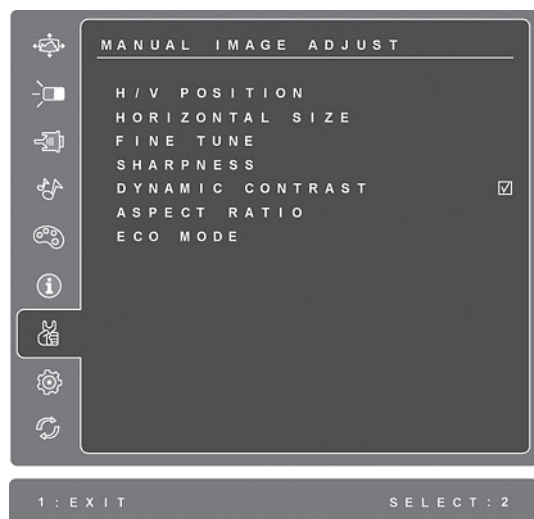 MANUAL IMAGE ADJUST
H/V POSITION
HORIZONTAL SIZE
FINE TUNE
SHARPNESS
DYNAMIC CONTRAST
ASPECT RATIO
ECO MODE
1:EXIT SELECT:2